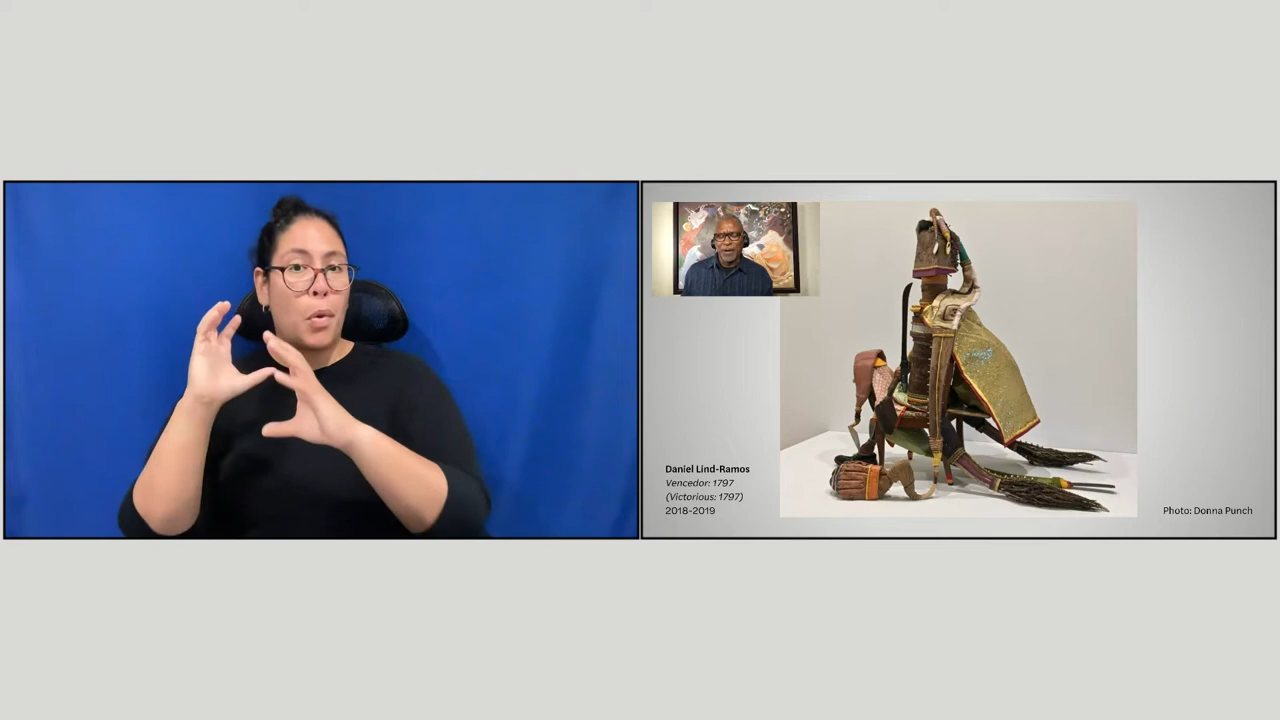 Daniel Lind-Ramos
Vencedor: 1797
(Victorious: 1797)
2018-2019
Photo: Donna Punch